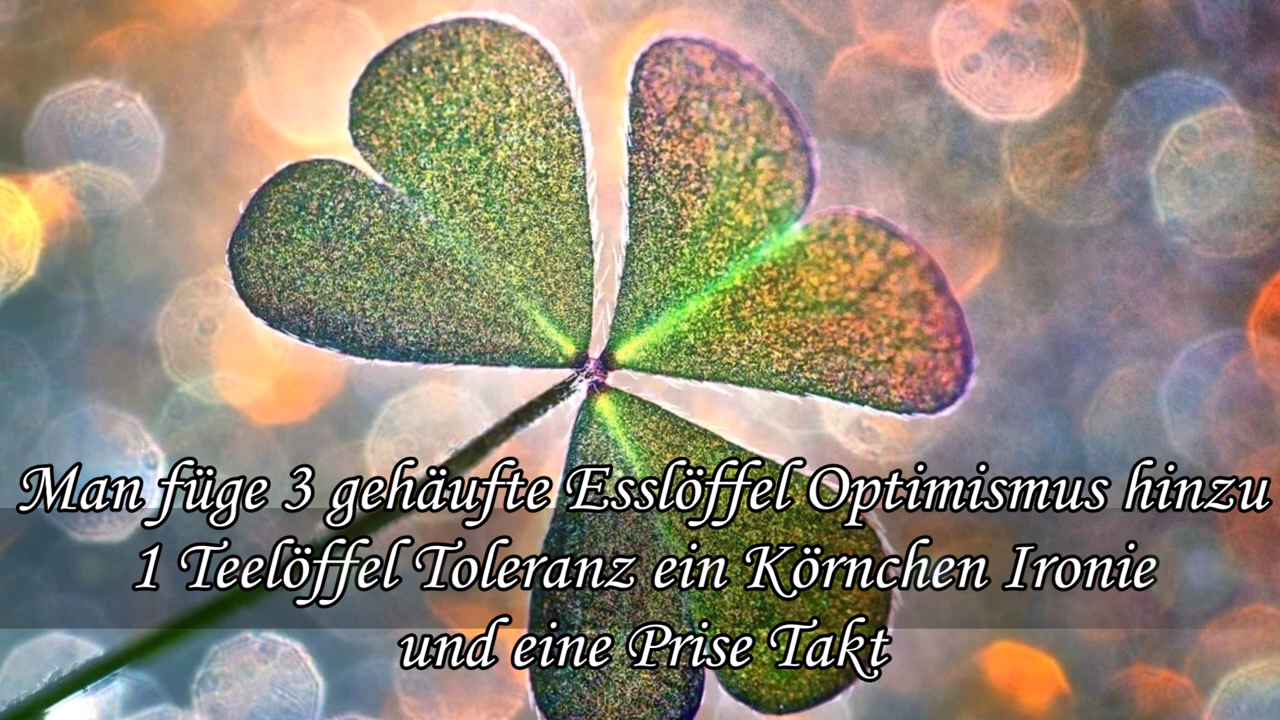 Man füge 3 gehäufte Esslöffel Optimismus hinzu
1 Teelöffel Toleranz ein Körnchen Ironie
und eine Prise Takt